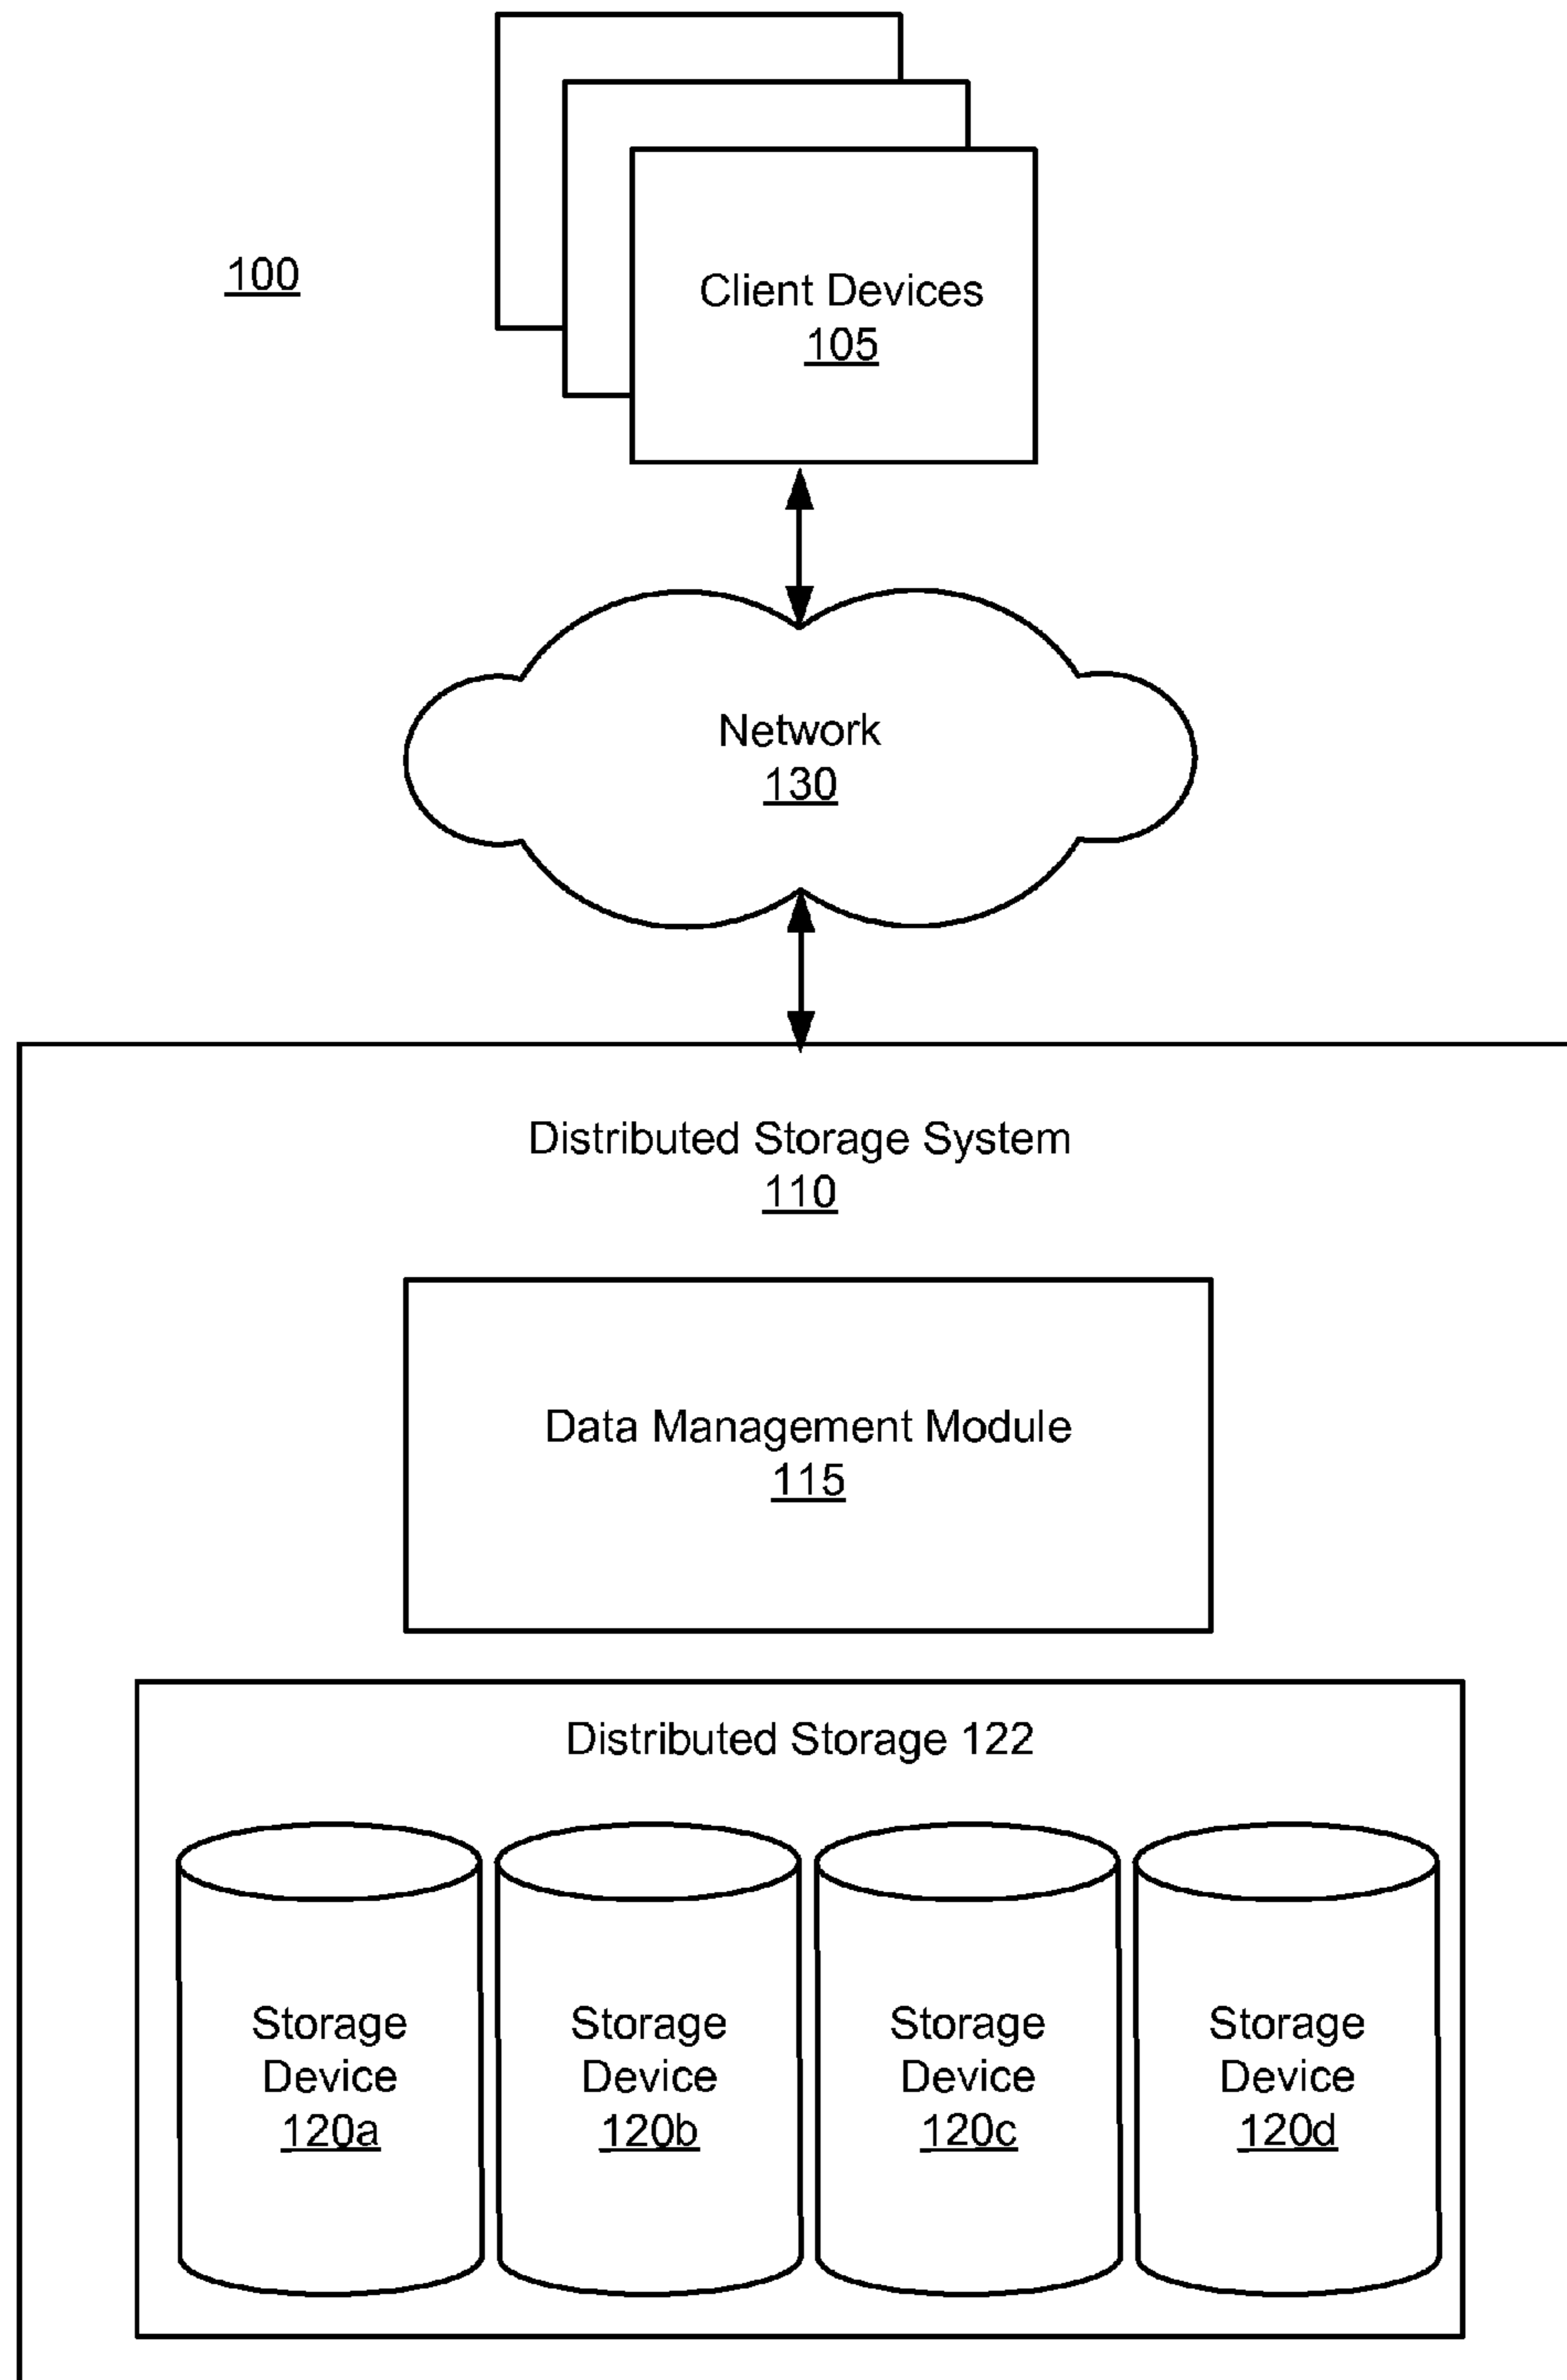 100
Client Devices
105
Network
130
Distributed Storage System
110
Data Management Module
115
Distributed Storage 122
Storage
Device
120a
Storage
Device
120b
Storage
Device
120c
Storage
Device
120d